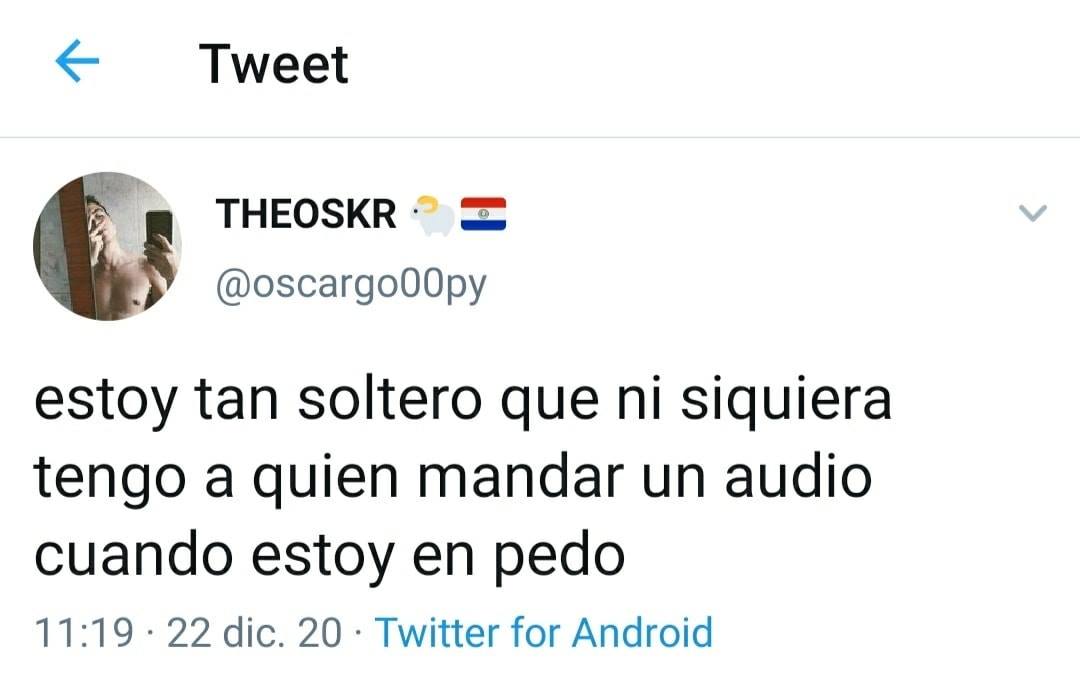 Tweet
THEOSKR 🐏🇵🇾
@oscargo00py
estoy tan soltero que ni siquiera
tengo a quien mandar un audio
cuando estoy en pedo
11:19 · 22 dic. 20 · Twitter for Android